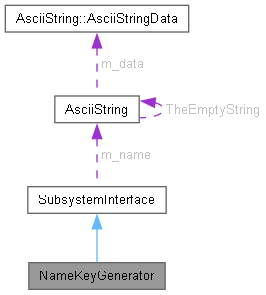 AsciiString::AsciiStringData
m_data
AsciiString
TheEmptyString
m_name
SubsystemInterface
NameKeyGenerator